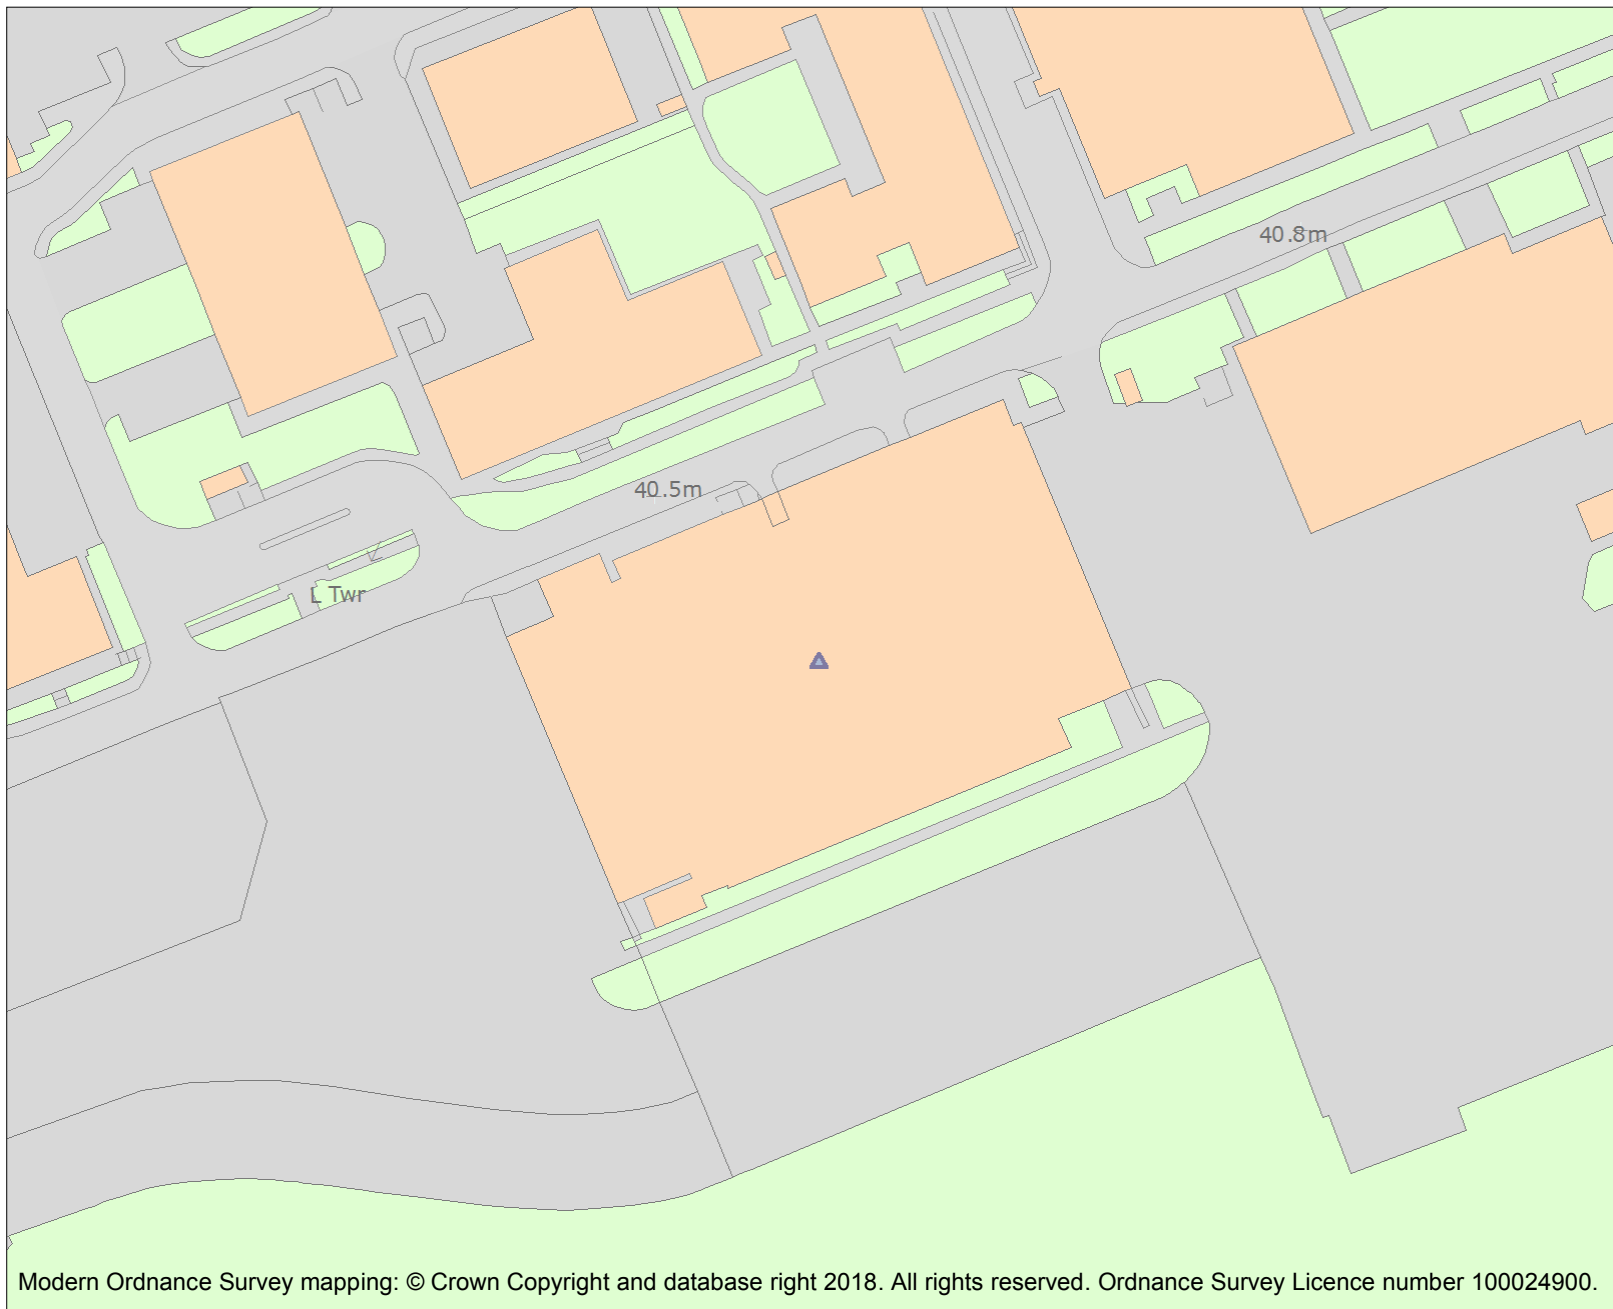 40.8m
40.5m
L Twr
Modern Ordnance Survey mapping: © Crown Copyright and database right 2018. All rights reserved. Ordnance Survey Licence number 100024900.